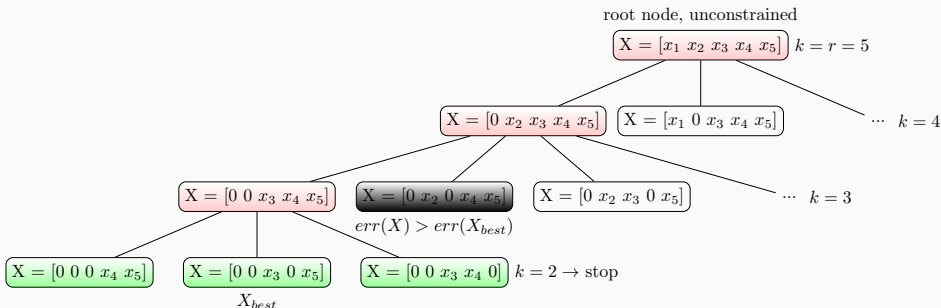 root node, unconstrained
X = [x₁ x₂ x₃ x₄ x₅] k = r = 5
X = [0 x₂ x₃ x₄ x₅] X = [x₁ 0 x₃ x₄ x₅] ... k = 4
X = [0 0 x₃ x₄ x₅] X = [0 x₂ 0 x₄ x₅] X = [0 x₂ x₃ 0 x₅] ... k = 3
err(X) > err(X_best)
X = [0 0 0 x₄ x₅] X = [0 0 x₃ 0 x₅] X = [0 0 x₃ x₄ 0] k = 2 → stop
X_best